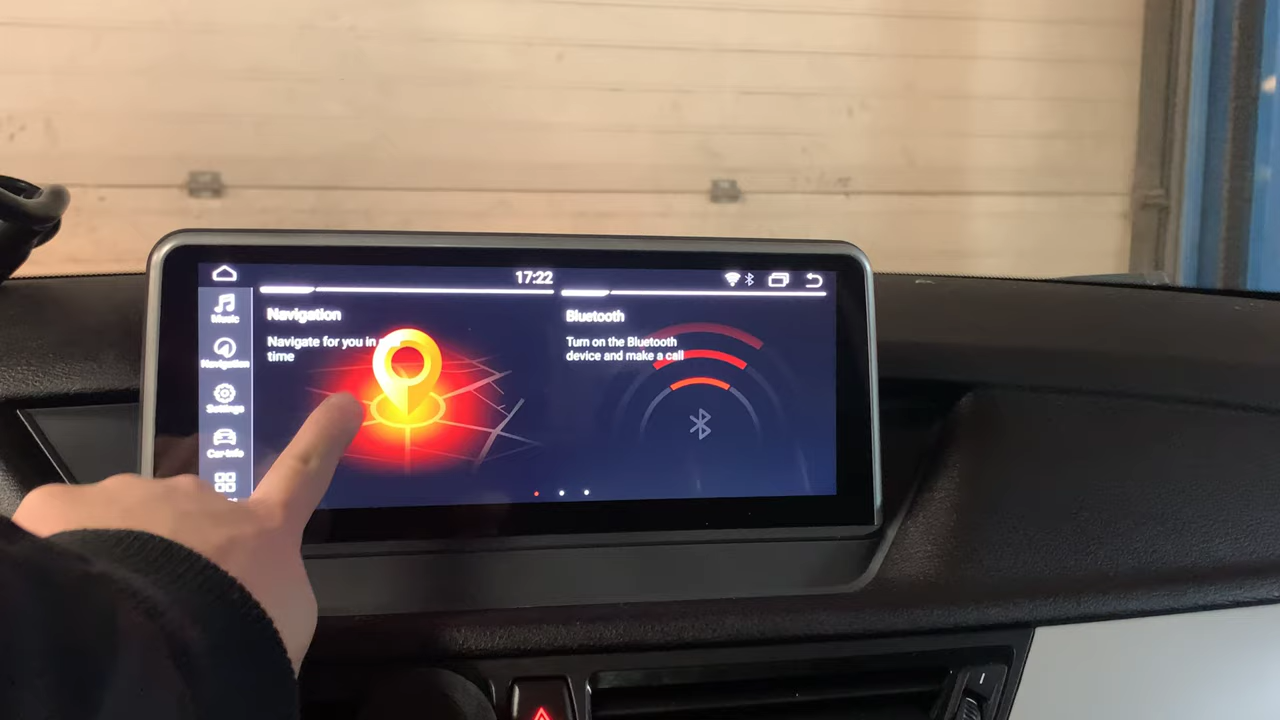 17:22
Music
Navigation
Settings
Car-Info
Navigation
Navigate for you in
time
Bluetooth
Turn on the Bluetooth
device and make a call